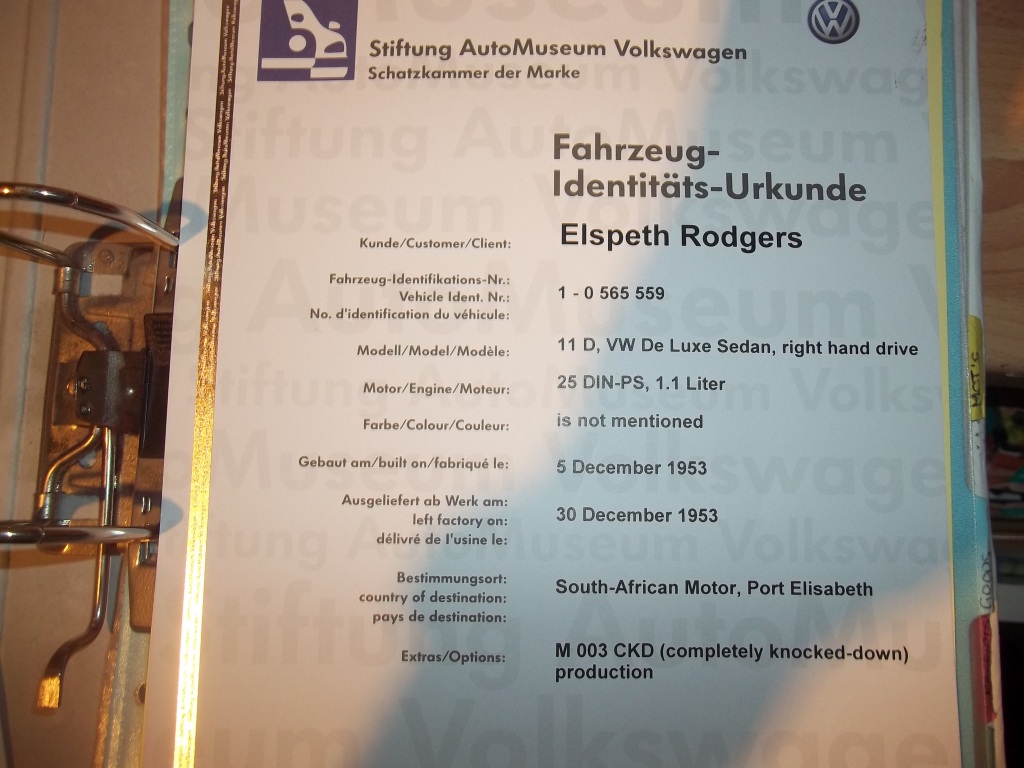 Stiftung AutoMuseum Volkswagen
Schatzkammer der Marke
Fahrzeug-
Identitäts-Urkunde
Kunde/Customer/Client: Elspeth Rodgers
Fahrzeug-Identifikations-Nr.:
Vehicle Ident. Nr.: 1 - 0 565 559
No. d'identification du véhicule:
Modell/Model/Modèle: 11 D, VW De Luxe Sedan, right hand drive
Motor/Engine/Moteur: 25 DIN-PS, 1.1 Liter
Farbe/Colour/Couleur: is not mentioned
Gebaut am/built on/fabriqué le: 5 December 1953
Ausgeliefert ab Werk am:
left factory on: 30 December 1953
délivré de l'usine le:
Bestimmungsort:
country of destination: South-African Motor, Port Elisabeth
pays de destination:
Extras/Options: M 003 CKD (completely knocked-down)
production
MOT'S